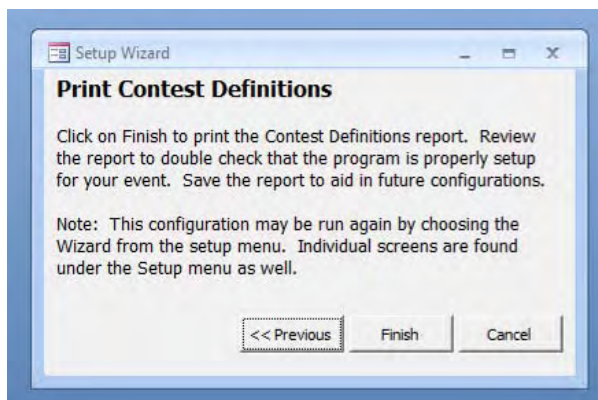 Setup Wizard
Print Contest Definitions
Click on Finish to print the Contest Definitions report.  Review
the report to double check that the program is properly setup
for your event.  Save the report to aid in future configurations.
Note:  This configuration may be run again by choosing the
Wizard from the setup menu.  Individual screens are found
under the Setup menu as well.
<< Previous Finish Cancel